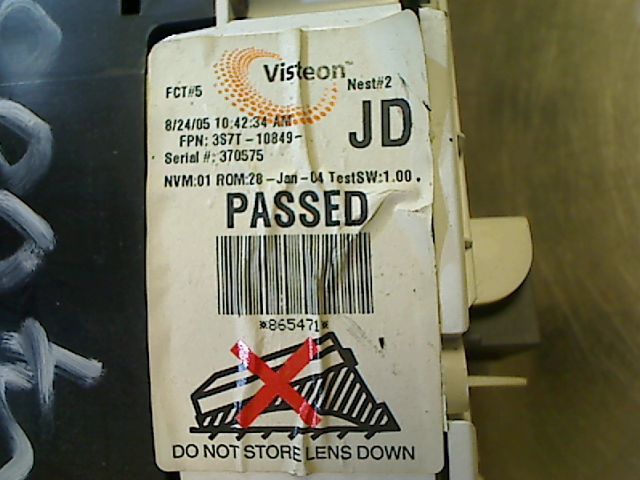 Visteon™
FCT#5 Nest#2
8/24/05 10:42:34 AM
FPN: 3S7T-10849- JD
Serial #: 370575
NVM:01 ROM:28-Jan-04 TestSW:1.00
PASSED
*865471*
DO NOT STORE LENS DOWN